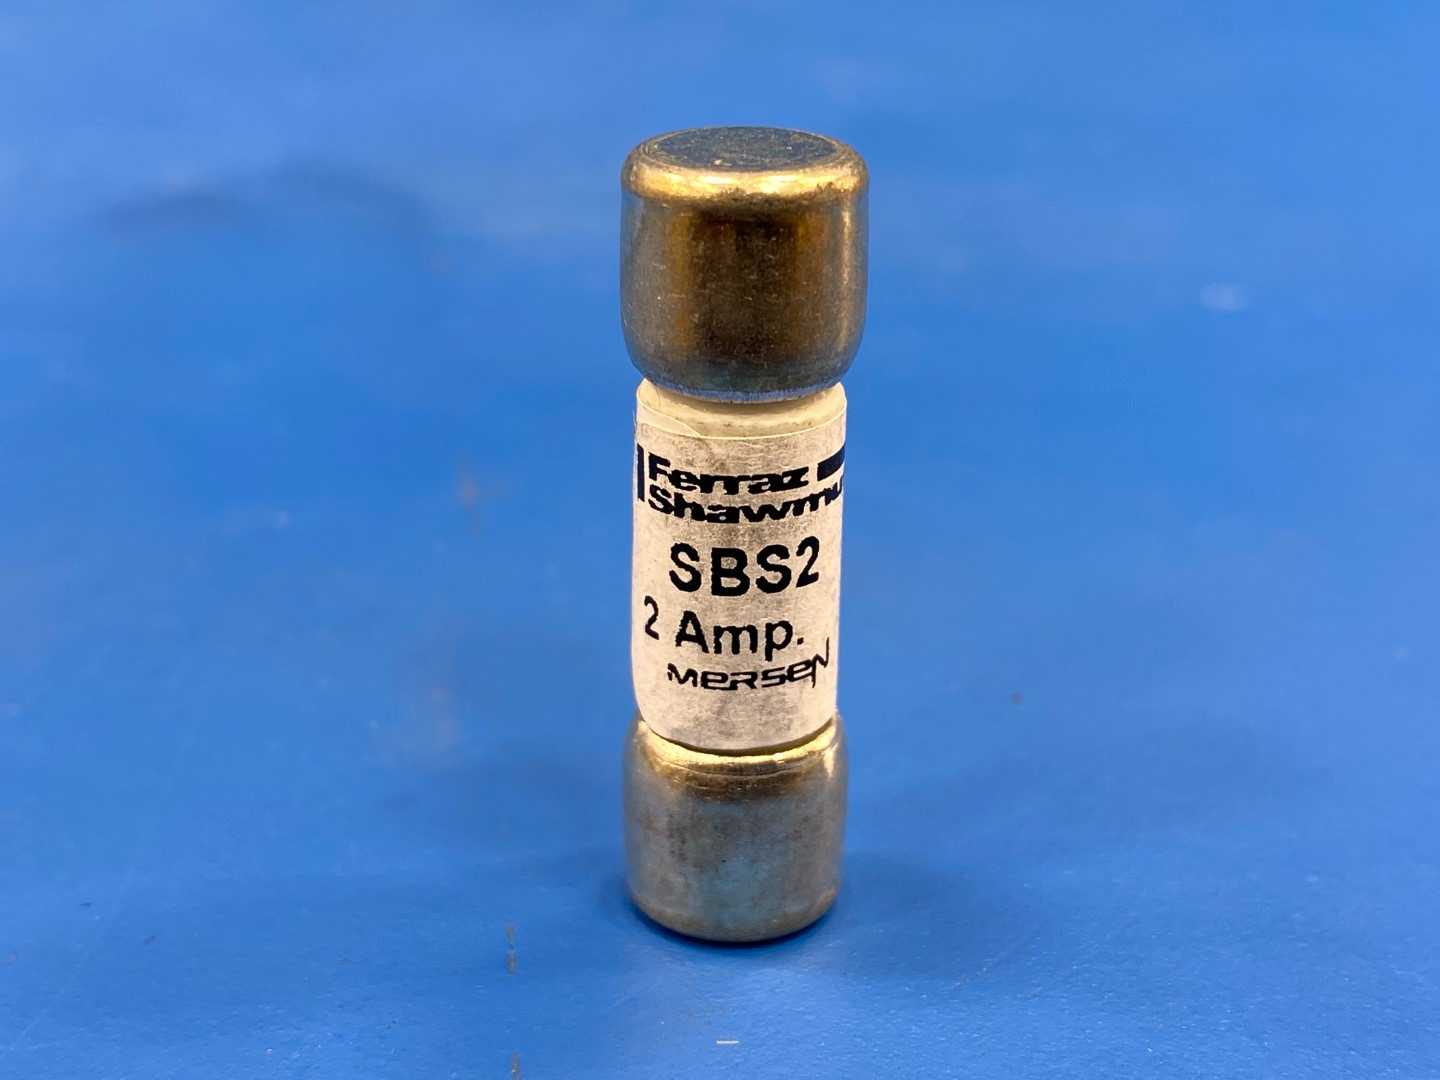 Ferraz
Shawmu
SBS2
2 Amp.
MERSEN